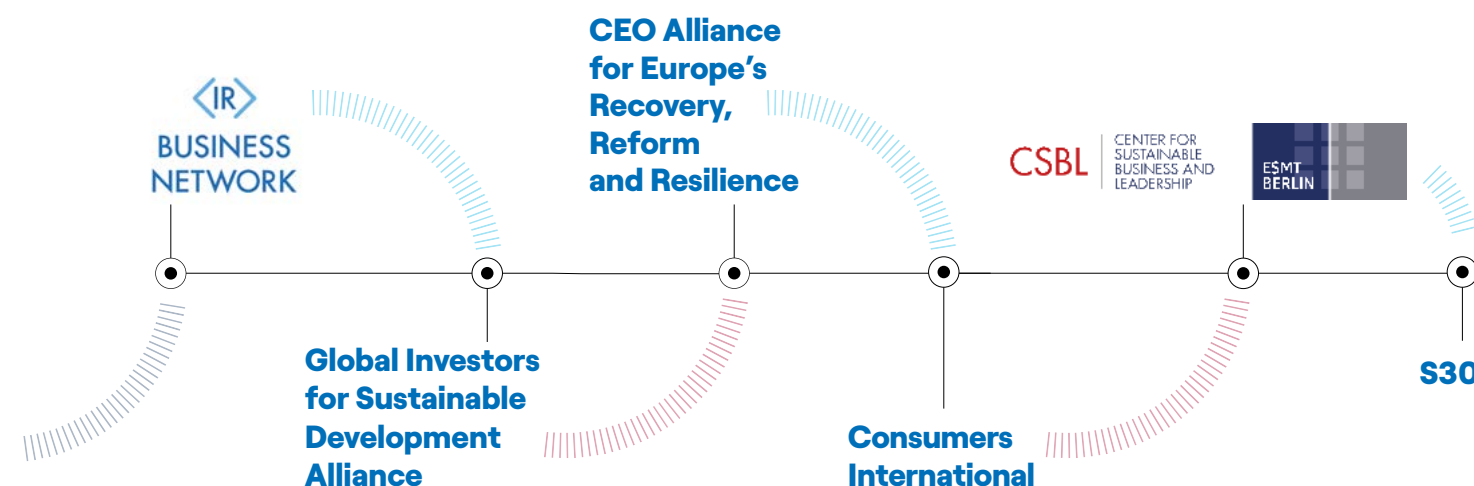 <IR>
BUSINESS
NETWORK
Global Investors
for Sustainable
Development
Alliance
CEO Alliance
for Europe’s
Recovery,
Reform
and Resilience
Consumers
International
CSBL
CENTER FOR
SUSTAINABLE
BUSINESS AND
LEADERSHIP
ESMT
BERLIN
S30